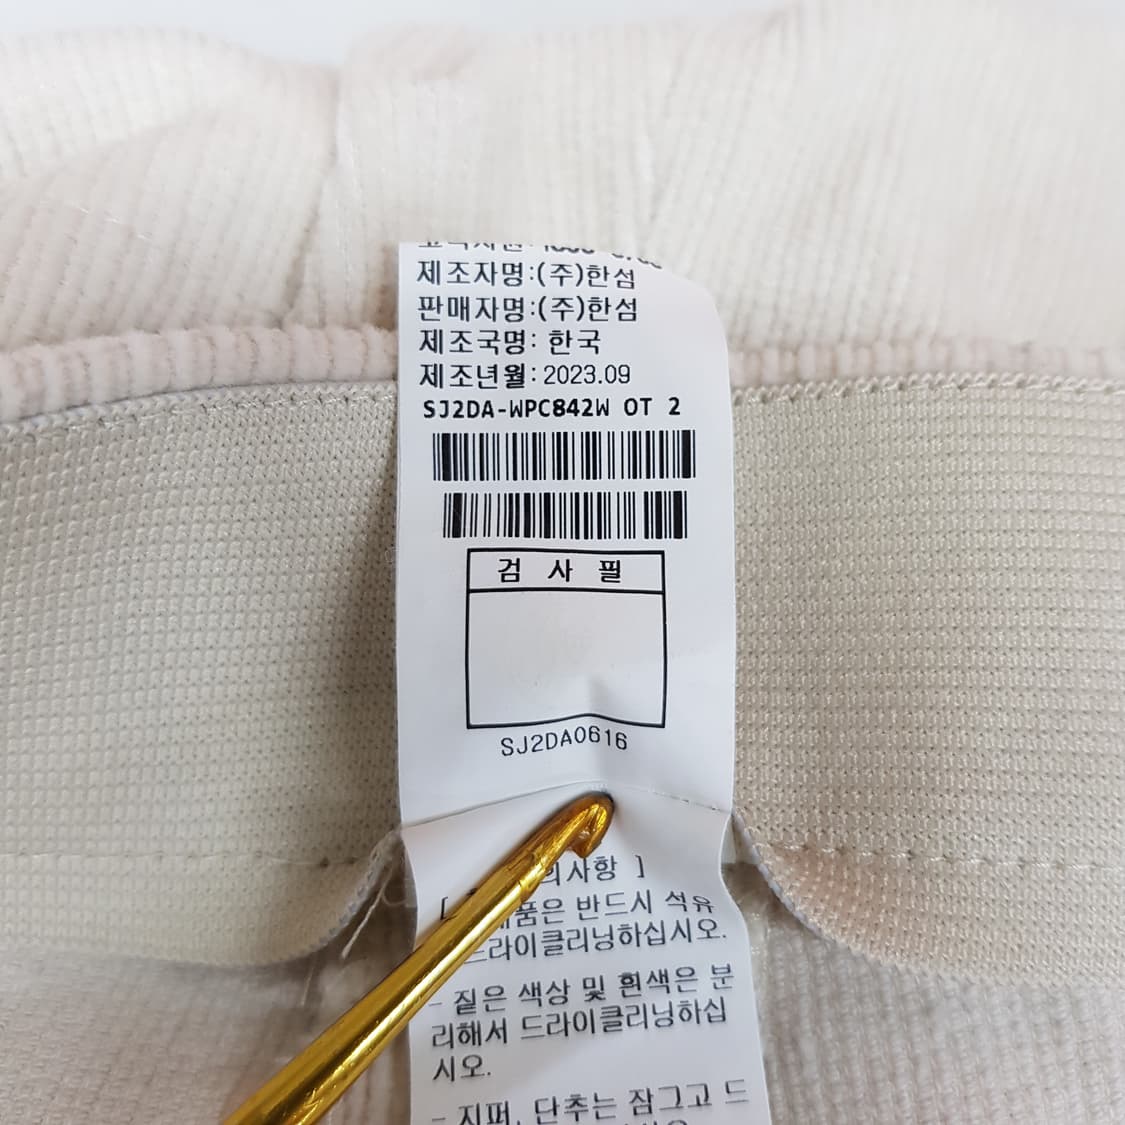 제조자명:(주)한섬
판매자명:(주)한섬
제조국명: 한국
제조년월:2023.09
SJ2DA-WPC842W OT 2
검 사 필
SJ2DA0616
의사항 ]
제품은 반드시 석유
드라이클리닝하십시오.
- 짙은 색상 및 흰색은 분
리해서 드라이클리닝하십
시오.
- 지퍼, 단추는 잠그고 드